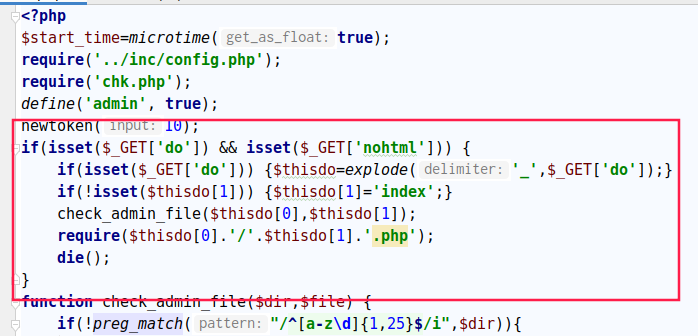 <?php
$start_time=microtime( get_as_float: true);
require('../inc/config.php');
require('chk.php');
define('admin', true);
newtoken( input: 10);
if(isset($_GET['do']) && isset($_GET['nohtml'])) {
if(isset($_GET['do'])) {$thisdo=explode( delimiter: '_',$_GET['do']);}
if(!isset($thisdo[1])) {$thisdo[1]='index';}
check_admin_file($thisdo[0],$thisdo[1]);
require($thisdo[0].'/'.$thisdo[1].'.php');
die();
}
function check_admin_file($dir,$file) {
if(!preg_match( pattern: "/^[a-z\d]{1,25}$/i",$dir)){